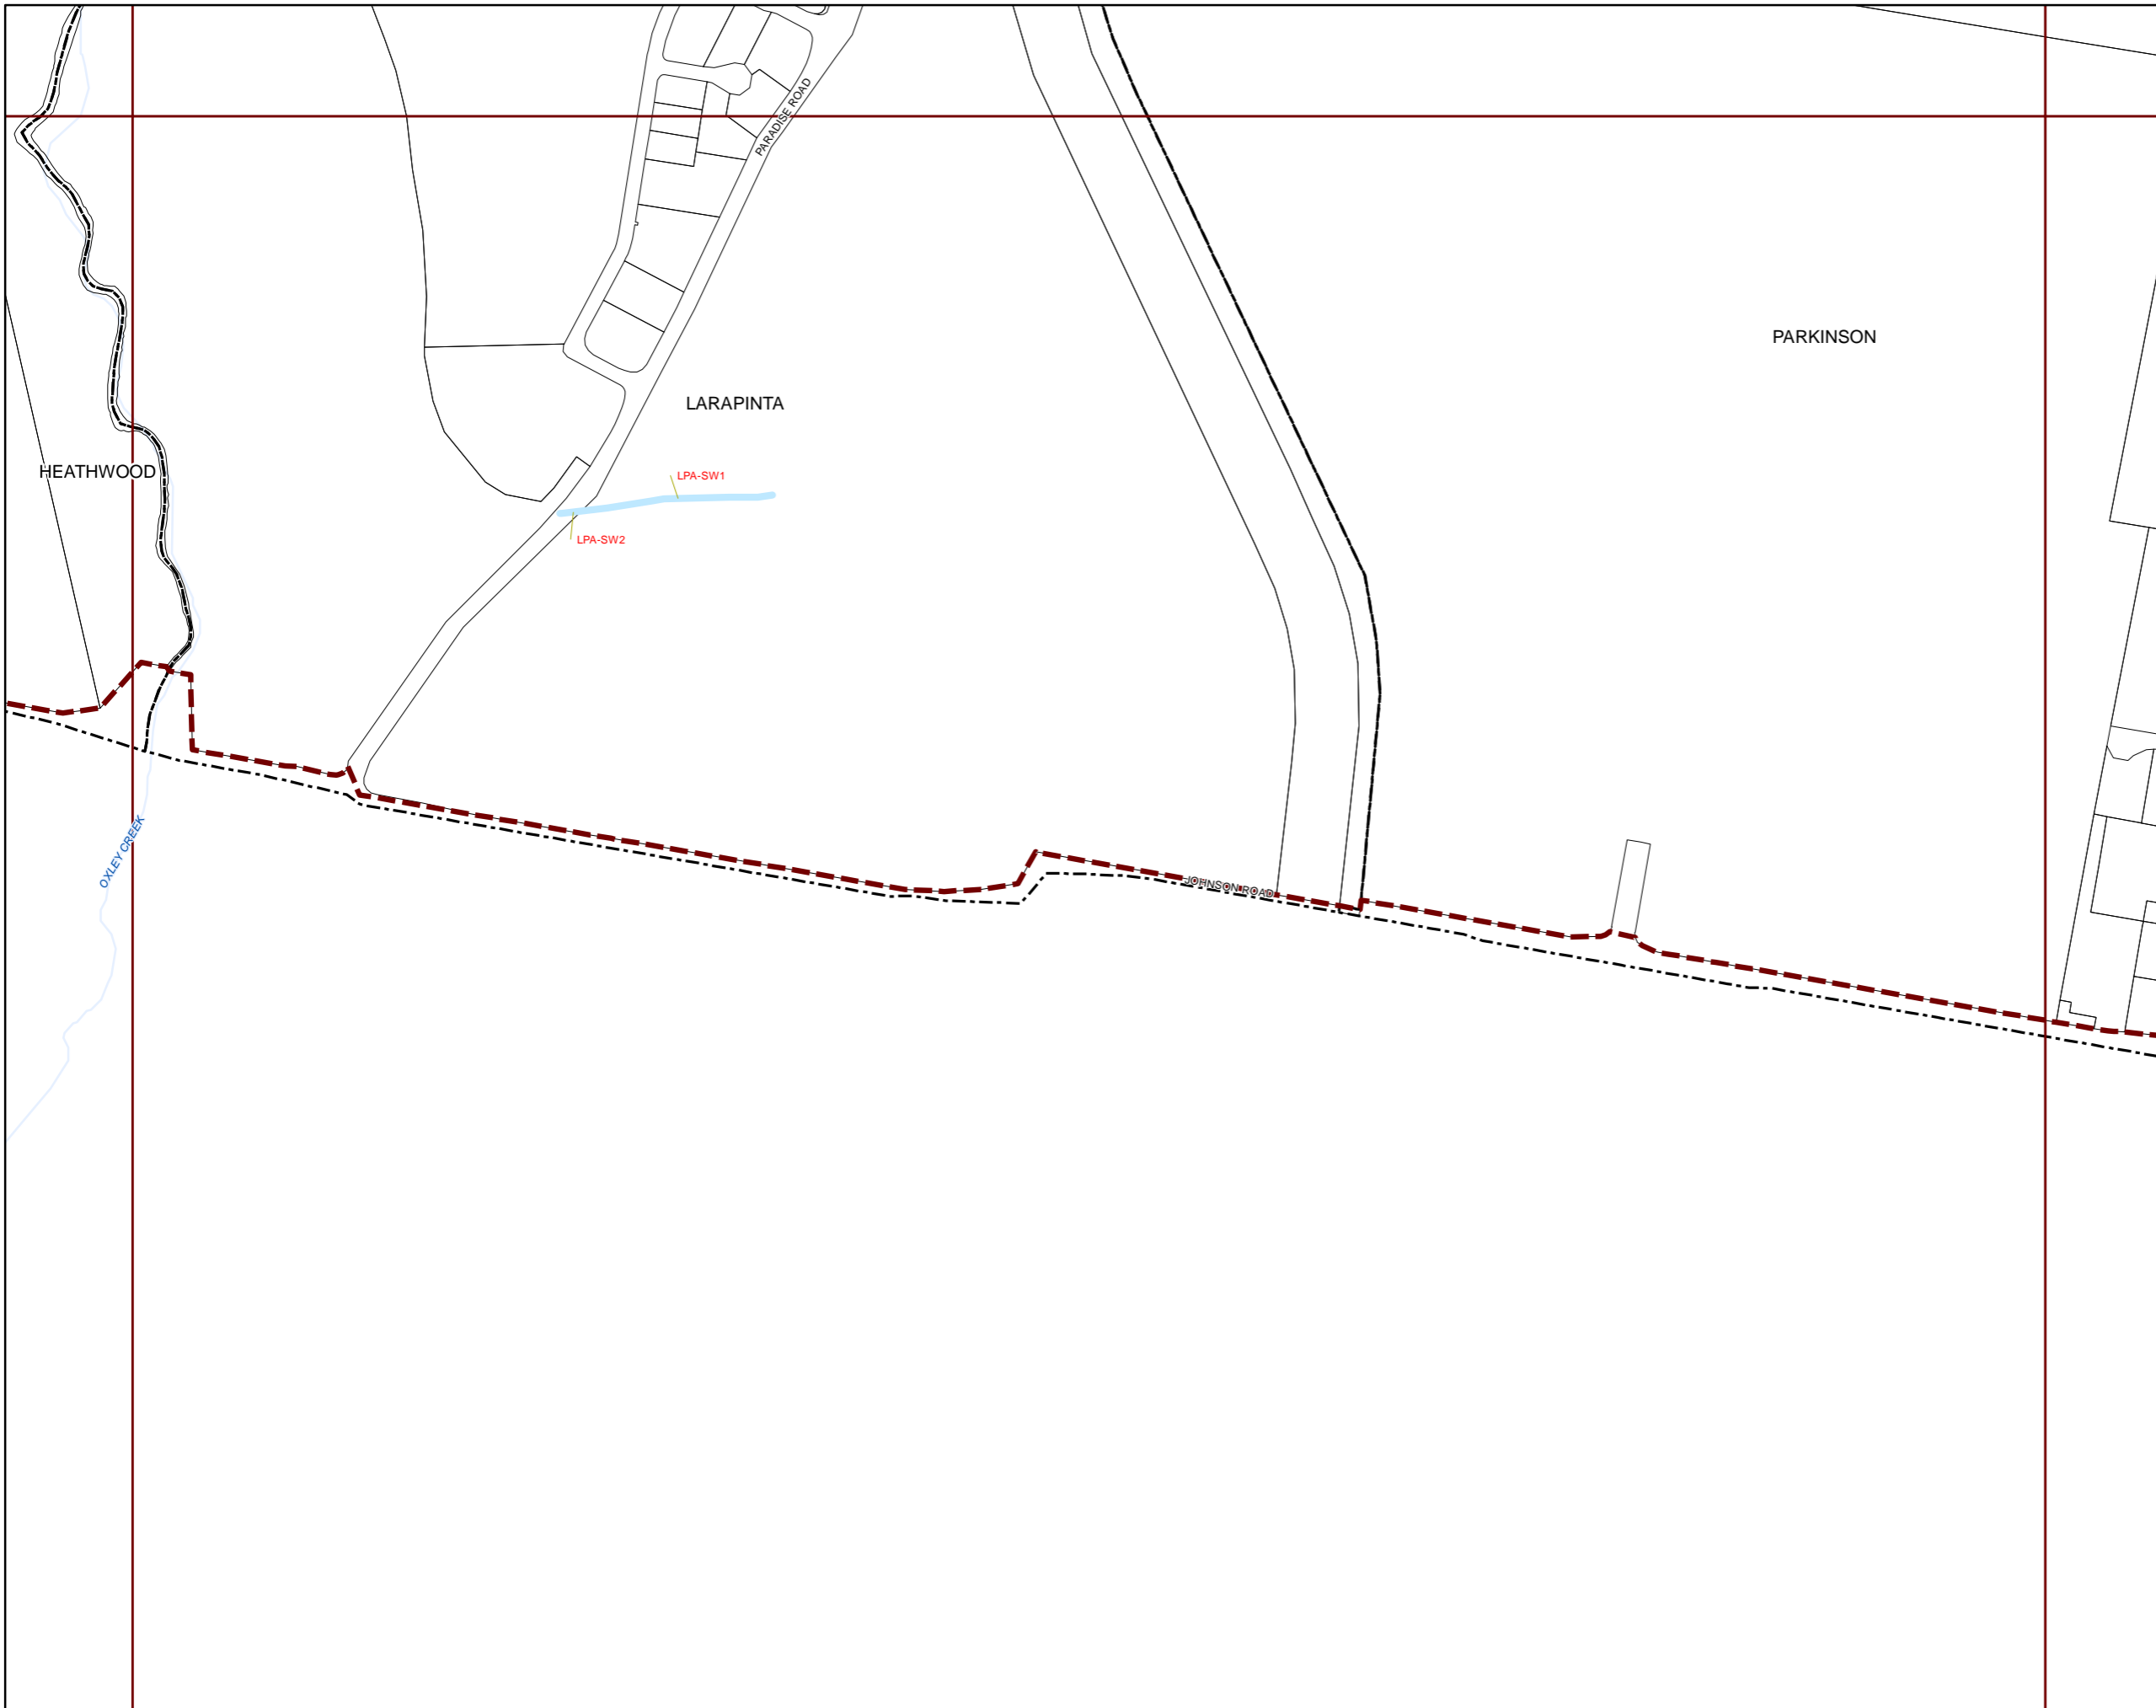 PARADISE ROAD
PARKINSON
LARAPINTA
HEATHWOOD
LPA-SW1
LPA-SW2
OXLEY CREEK
JOHNSON ROAD